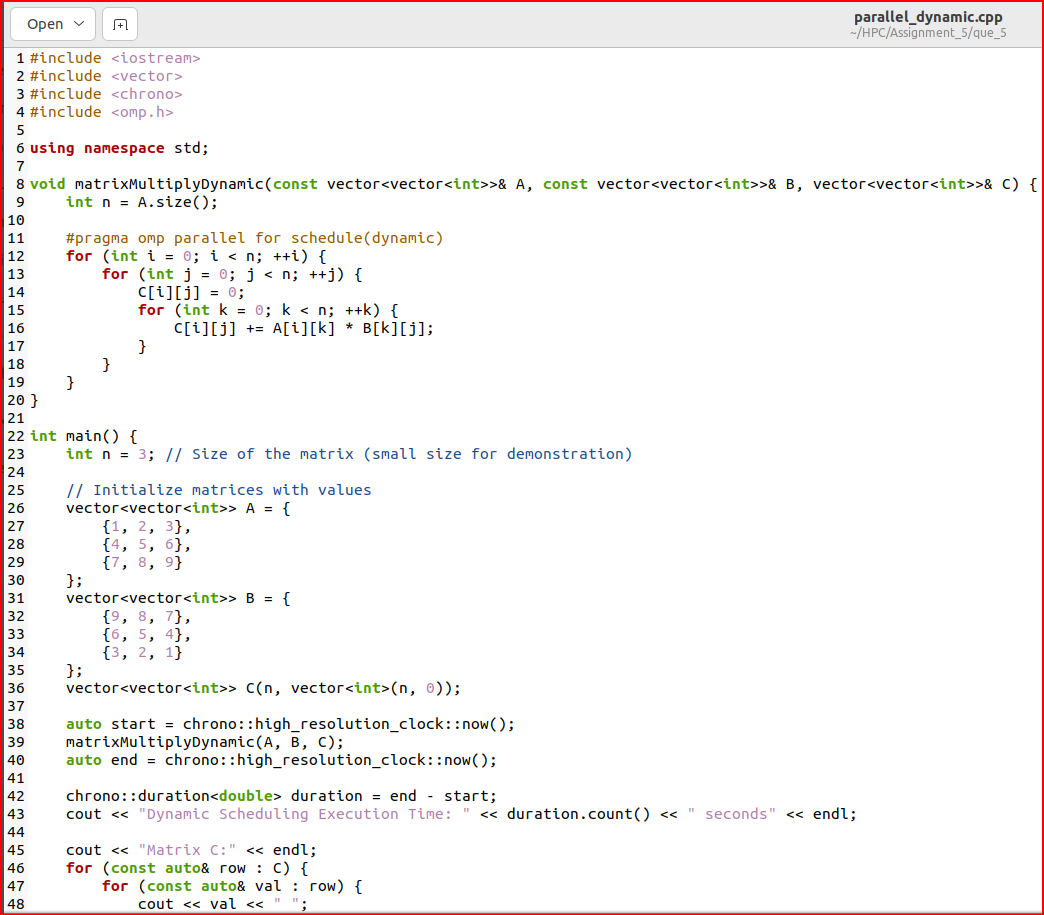 Open
parallel_dynamic.cpp
~/HPC/Assignment_5/que_5
1 #include <iostream>
2 #include <vector>
3 #include <chrono>
4 #include <omp.h>
5
6 using namespace std;
7
8 void matrixMultiplyDynamic(const vector<vector<int>>& A, const vector<vector<int>>& B, vector<vector<int>>& C) {
9     int n = A.size();
10
11     #pragma omp parallel for schedule(dynamic)
12     for (int i = 0; i < n; ++i) {
13         for (int j = 0; j < n; ++j) {
14             C[i][j] = 0;
15             for (int k = 0; k < n; ++k) {
16                 C[i][j] += A[i][k] * B[k][j];
17             }
18         }
19     }
20 }
21
22 int main() {
23     int n = 3; // Size of the matrix (small size for demonstration)
24
25     // Initialize matrices with values
26     vector<vector<int>> A = {
27         {1, 2, 3},
28         {4, 5, 6},
29         {7, 8, 9}
30     };
31     vector<vector<int>> B = {
32         {9, 8, 7},
33         {6, 5, 4},
34         {3, 2, 1}
35     };
36     vector<vector<int>> C(n, vector<int>(n, 0));
37
38     auto start = chrono::high_resolution_clock::now();
39     matrixMultiplyDynamic(A, B, C);
40     auto end = chrono::high_resolution_clock::now();
41
42     chrono::duration<double> duration = end - start;
43     cout << "Dynamic Scheduling Execution Time: " << duration.count() << " seconds" << endl;
44
45     cout << "Matrix C:" << endl;
46     for (const auto& row : C) {
47         for (const auto& val : row) {
48             cout << val << " ";